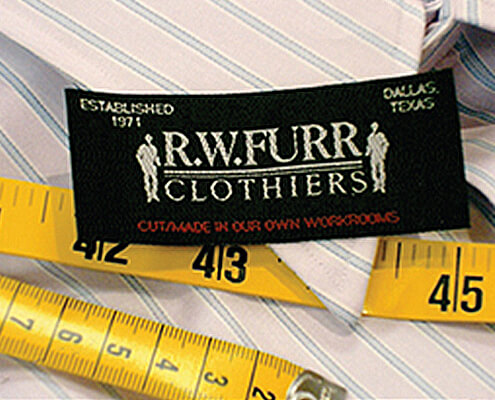 ESTABLISHED
1971
DALLAS,
TEXAS
R.W.FURR
CLOTHIERS
CUT/MADE IN OUR OWN WORKROOMS
42
43
45
7
6
5
4
3
2